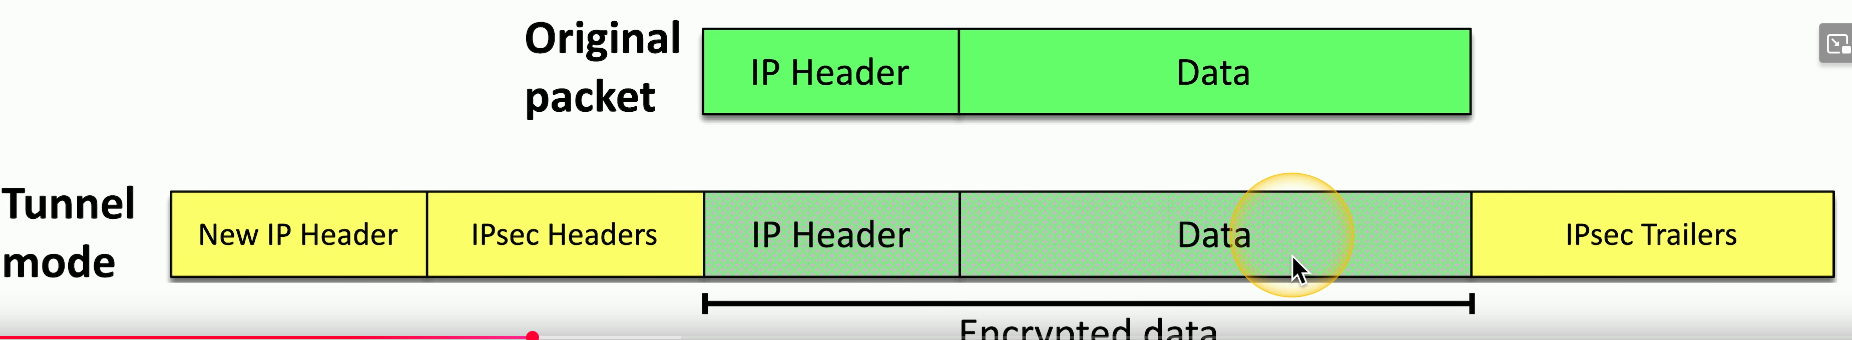 Original
packet
IP Header
Data
Tunnel
mode
New IP Header
IPsec Headers
IP Header
Data
IPsec Trailers
Encrypted data